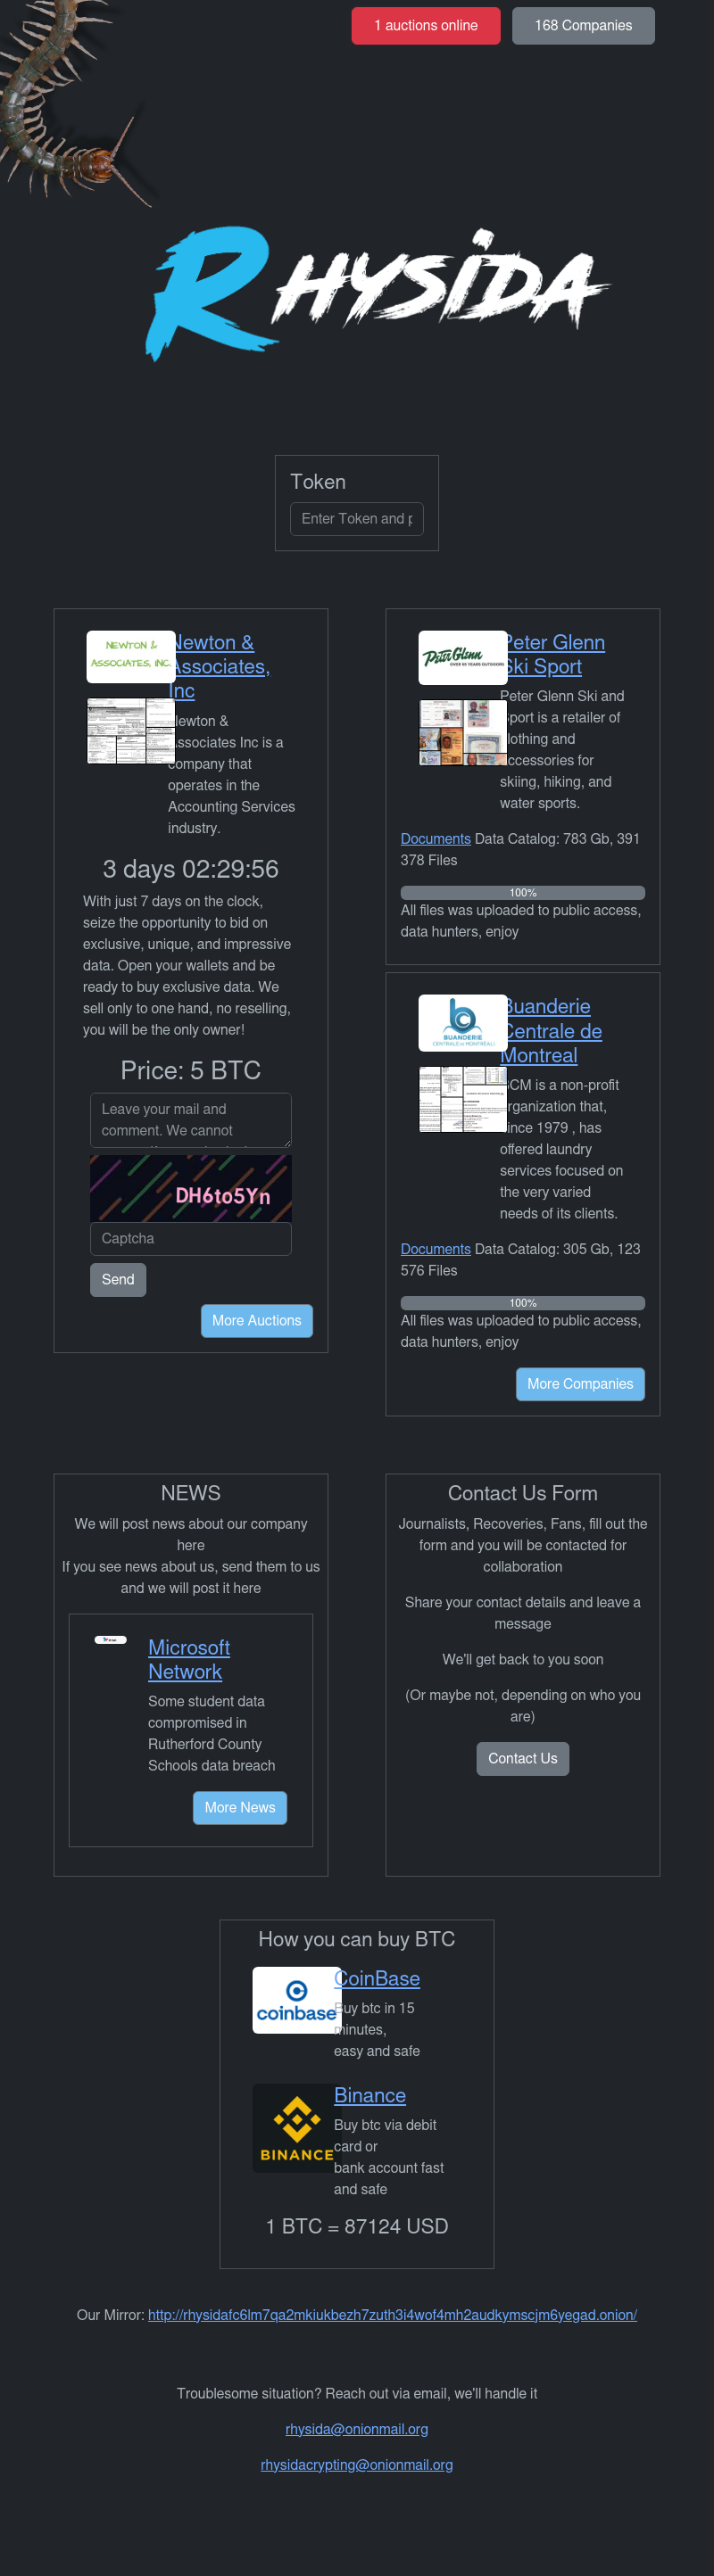 1 auctions online
168 Companies
RHYSIDA
Token
Enter Token and p
NEWTON &
ASSOCIATES, INC.
Newton &
Associates,
Inc
Newton &
Associates Inc is a
company that
operates in the
Accounting Services
industry.
3 days 02:29:56
With just 7 days on the clock,
seize the opportunity to bid on
exclusive, unique, and impressive
data. Open your wallets and be
ready to buy exclusive data. We
sell only to one hand, no reselling,
you will be the only owner!
Price: 5 BTC
Leave your mail and
comment. We cannot
DH6to5Yn
Captcha
Send
More Auctions
Peter Glenn
OVER 60 YEARS OUTDOORS
Peter Glenn
Ski Sport
Peter Glenn Ski and
Sport is a retailer of
clothing and
accessories for
skiing, hiking, and
water sports.
Documents Data Catalog: 783 Gb, 391
378 Files
100%
All files was uploaded to public access,
data hunters, enjoy
BUANDERIE
CENTRALE DE MONTRÉAL
Buanderie
Centrale de
Montreal
BCM is a non-profit
organization that,
since 1979 , has
offered laundry
services focused on
the very varied
needs of its clients.
Documents Data Catalog: 305 Gb, 123
576 Files
100%
All files was uploaded to public access,
data hunters, enjoy
More Companies
NEWS
We will post news about our company
here
If you see news about us, send them to us
and we will post it here
Microsoft
Network
Some student data
compromised in
Rutherford County
Schools data breach
More News
Contact Us Form
Journalists, Recoveries, Fans, fill out the
form and you will be contacted for
collaboration
Share your contact details and leave a
message
We'll get back to you soon
(Or maybe not, depending on who you
are)
Contact Us
How you can buy BTC
coinbase
CoinBase
Buy btc in 15
minutes,
easy and safe
BINANCE
Binance
Buy btc via debit
card or
bank account fast
and safe
1 BTC = 87124 USD
Our Mirror: http://rhysidafc6lm7qa2mkiukbezh7zuth3i4wof4mh2audkymscjm6yegad.onion/
Troublesome situation? Reach out via email, we'll handle it
rhysida@onionmail.org
rhysidacrypting@onionmail.org